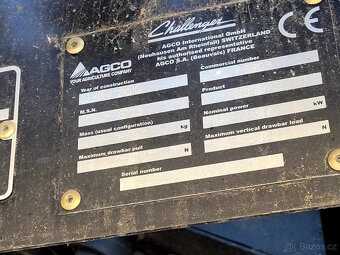 Challenger
AGCO International GmbH
(Neuhausen Am Rheinfall) SWITZERLAND
his authorised representative
AGCO S.A. (Beauvais) FRANCE
CE
AGCO
YOUR AGRICULTURE COMPANY
Year of construction
Commercial number
N.S.N.
Product
Mass (usual configuration)
kg
Nominal power
kW
Maximum drawbar pull
N
Maximum vertical drawbar load
N
Serial number
Bazos.cz